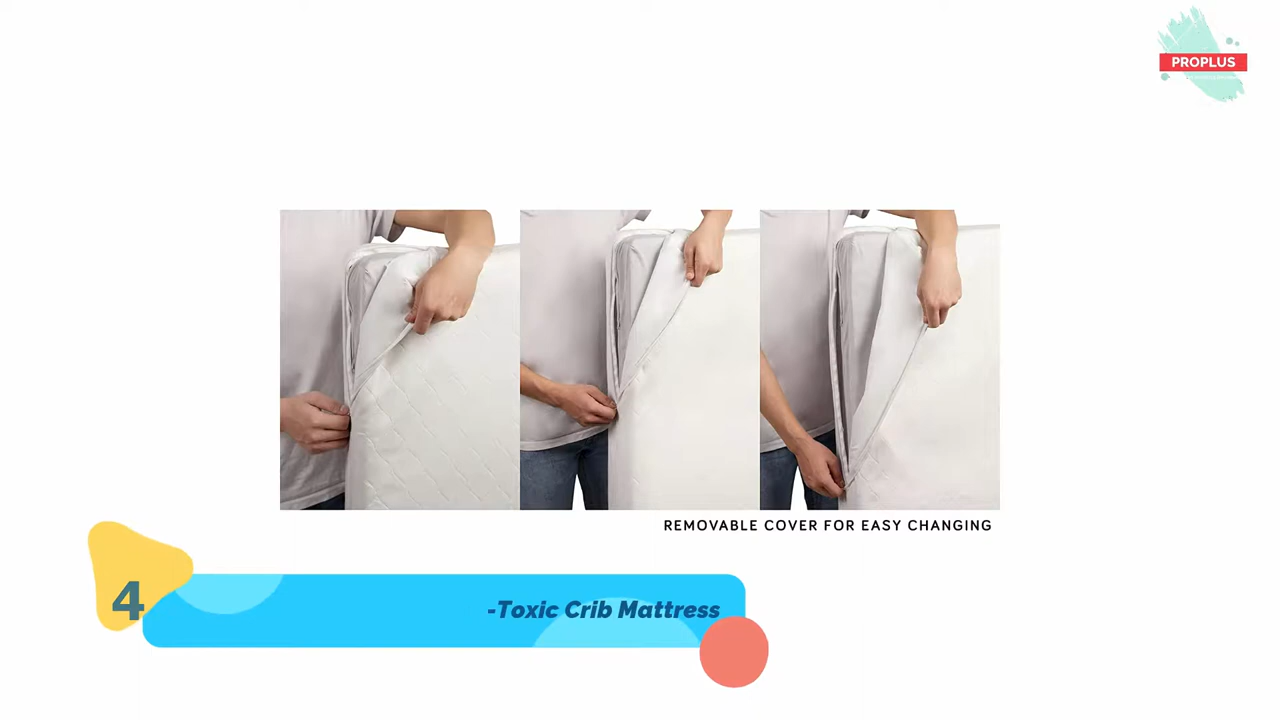 PROPLUS
REMOVABLE COVER FOR EASY CHANGING
4
-Toxic Crib Mattress